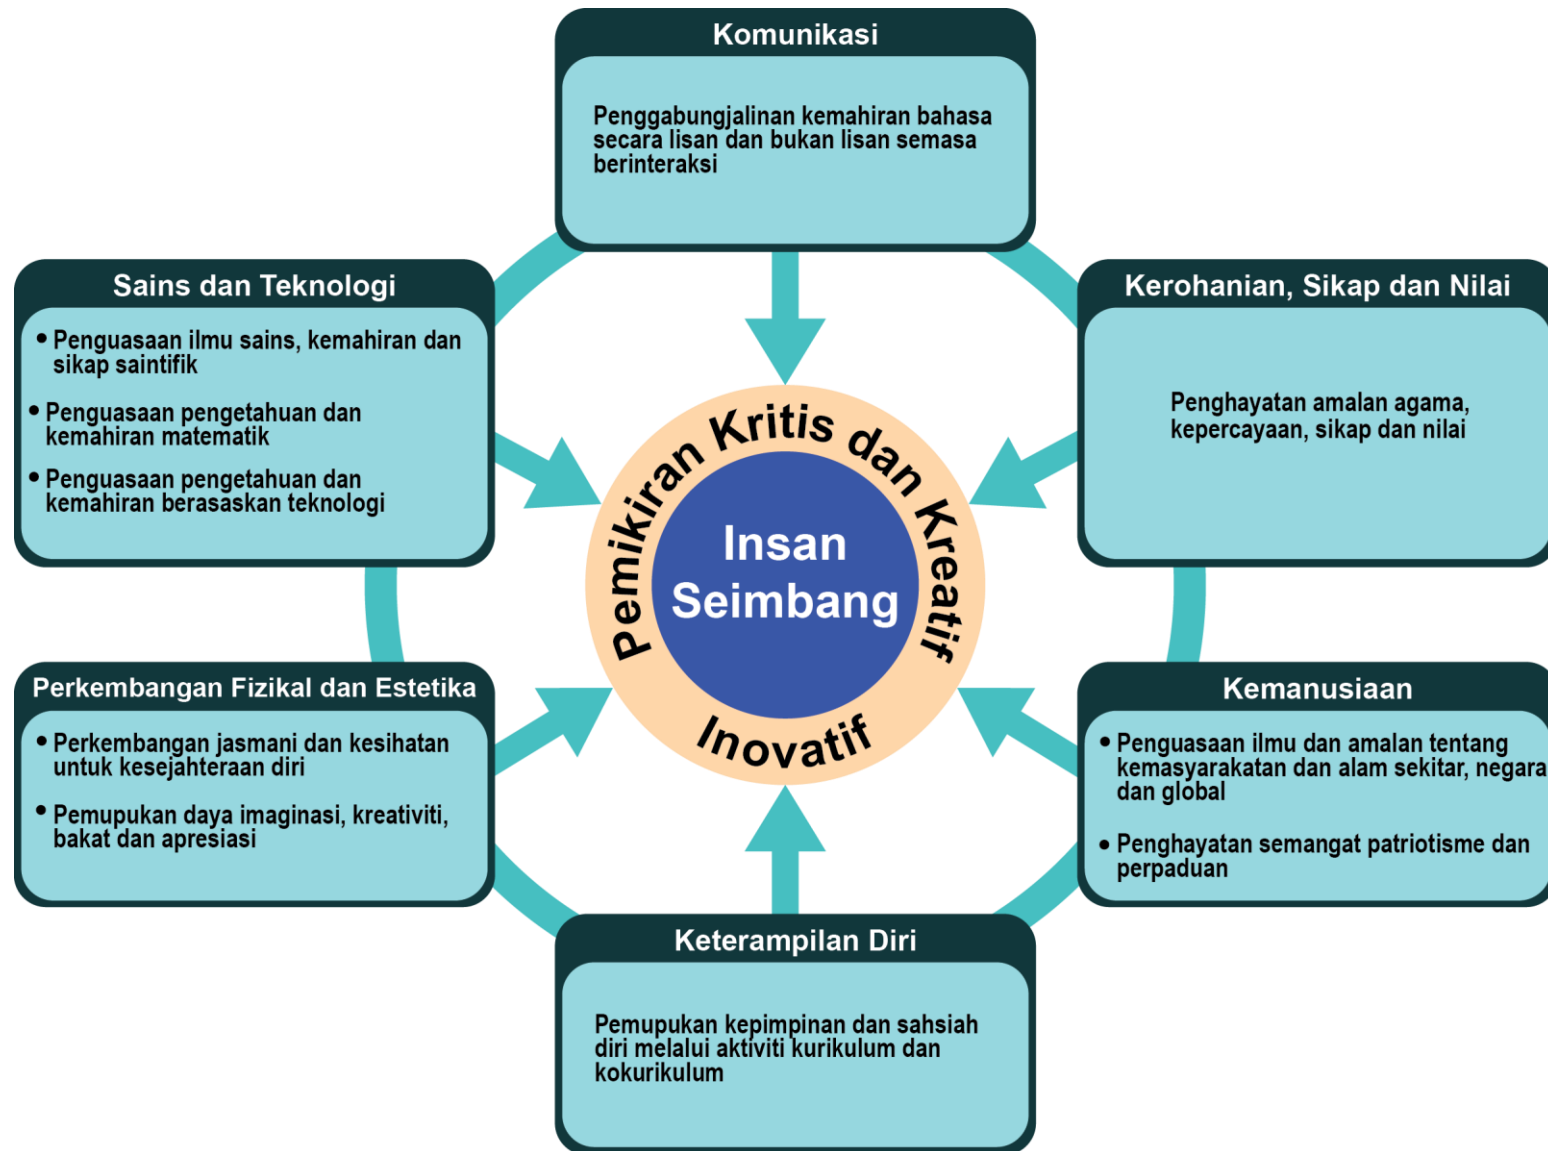 Komunikasi
Penggabungjalinan kemahiran bahasa
secara lisan dan bukan lisan semasa
berinteraksi
Sains dan Teknologi
• Penguasaan ilmu sains, kemahiran dan
sikap saintifik
• Penguasaan pengetahuan dan
kemahiran matematik
• Penguasaan pengetahuan dan
kemahiran berasaskan teknologi
Kerohanian, Sikap dan Nilai
Penghayatan amalan agama,
kepercayaan, sikap dan nilai
Pemikiran Kritis dan Kreatif
Insan
Seimbang
Inovatif
Perkembangan Fizikal dan Estetika
• Perkembangan jasmani dan kesihatan
untuk kesejahteraan diri
• Pemupukan daya imaginasi, kreativiti,
bakat dan apresiasi
Kemanusiaan
• Penguasaan ilmu dan amalan tentang
kemasyarakatan dan alam sekitar, negara
dan global
• Penghayatan semangat patriotisme dan
perpaduan
Keterampilan Diri
Pemupukan kepimpinan dan sahsiah
diri melalui aktiviti kurikulum dan
kokurikulum